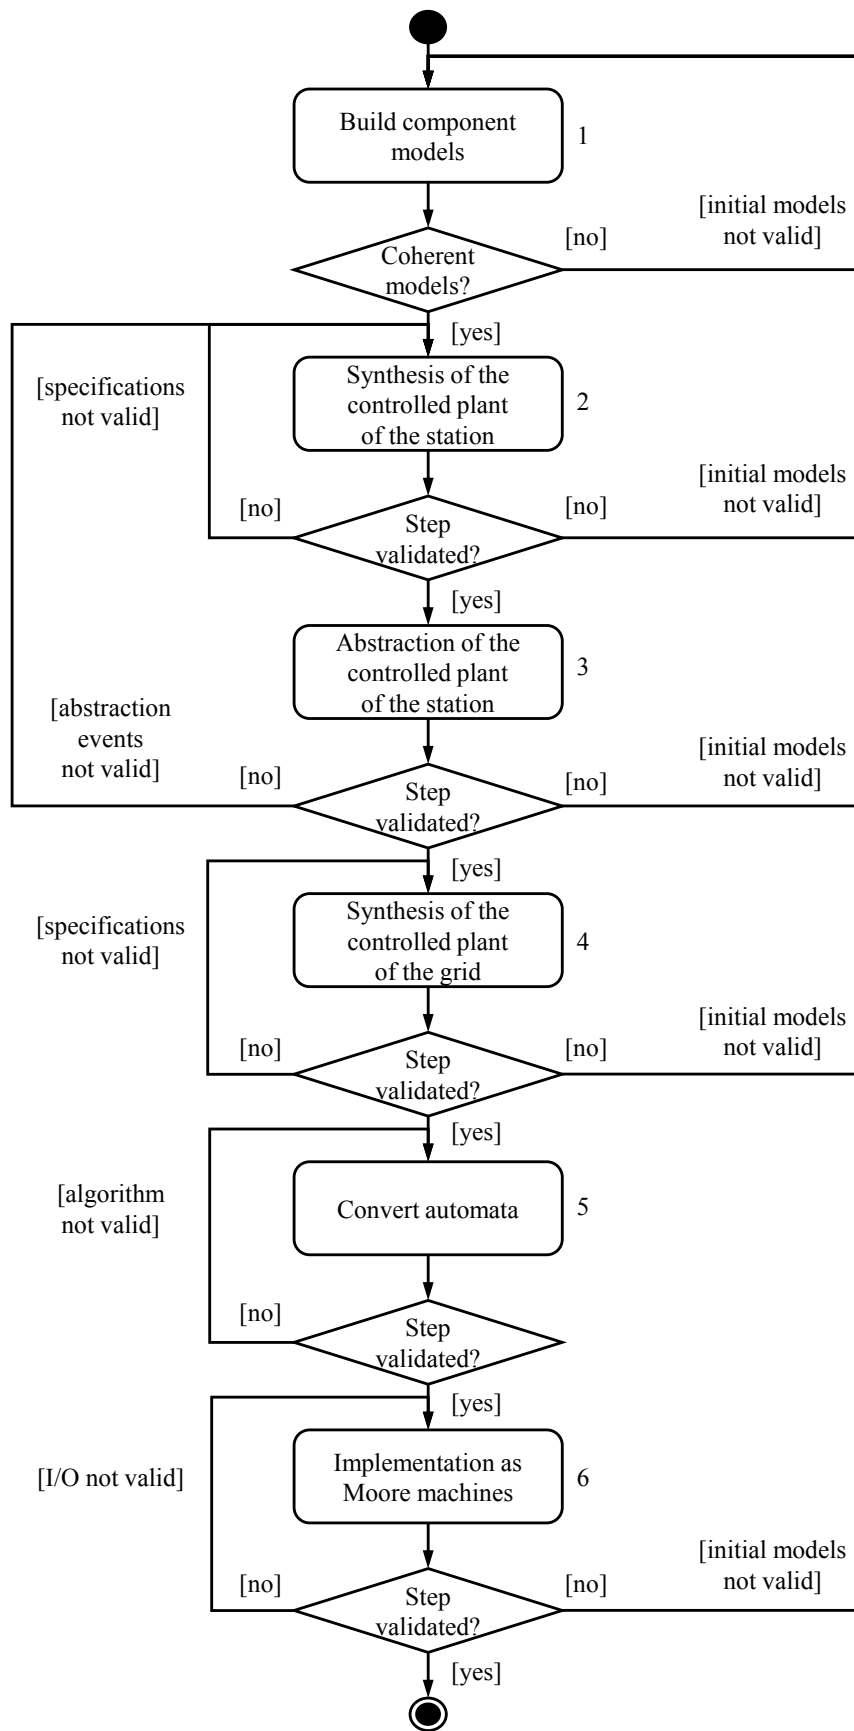 Build component
models
1
[initial models
not valid]
[no]
Coherent
models?
[yes]
[specifications
not valid]
Synthesis of the
controlled plant
of the station
2
[initial models
not valid]
[no]
[no]
Step
validated?
[yes]
Abstraction of the
controlled plant
of the station
3
[abstraction
events
not valid]
[initial models
not valid]
[no]
[no]
Step
validated?
[yes]
[specifications
not valid]
Synthesis of the
controlled plant
of the grid
4
[initial models
not valid]
[no]
[no]
Step
validated?
[yes]
[algorithm
not valid]
Convert automata
5
[no]
Step
validated?
[yes]
[I/O not valid]
Implementation as
Moore machines
6
[initial models
not valid]
[no]
[no]
Step
validated?
[yes]